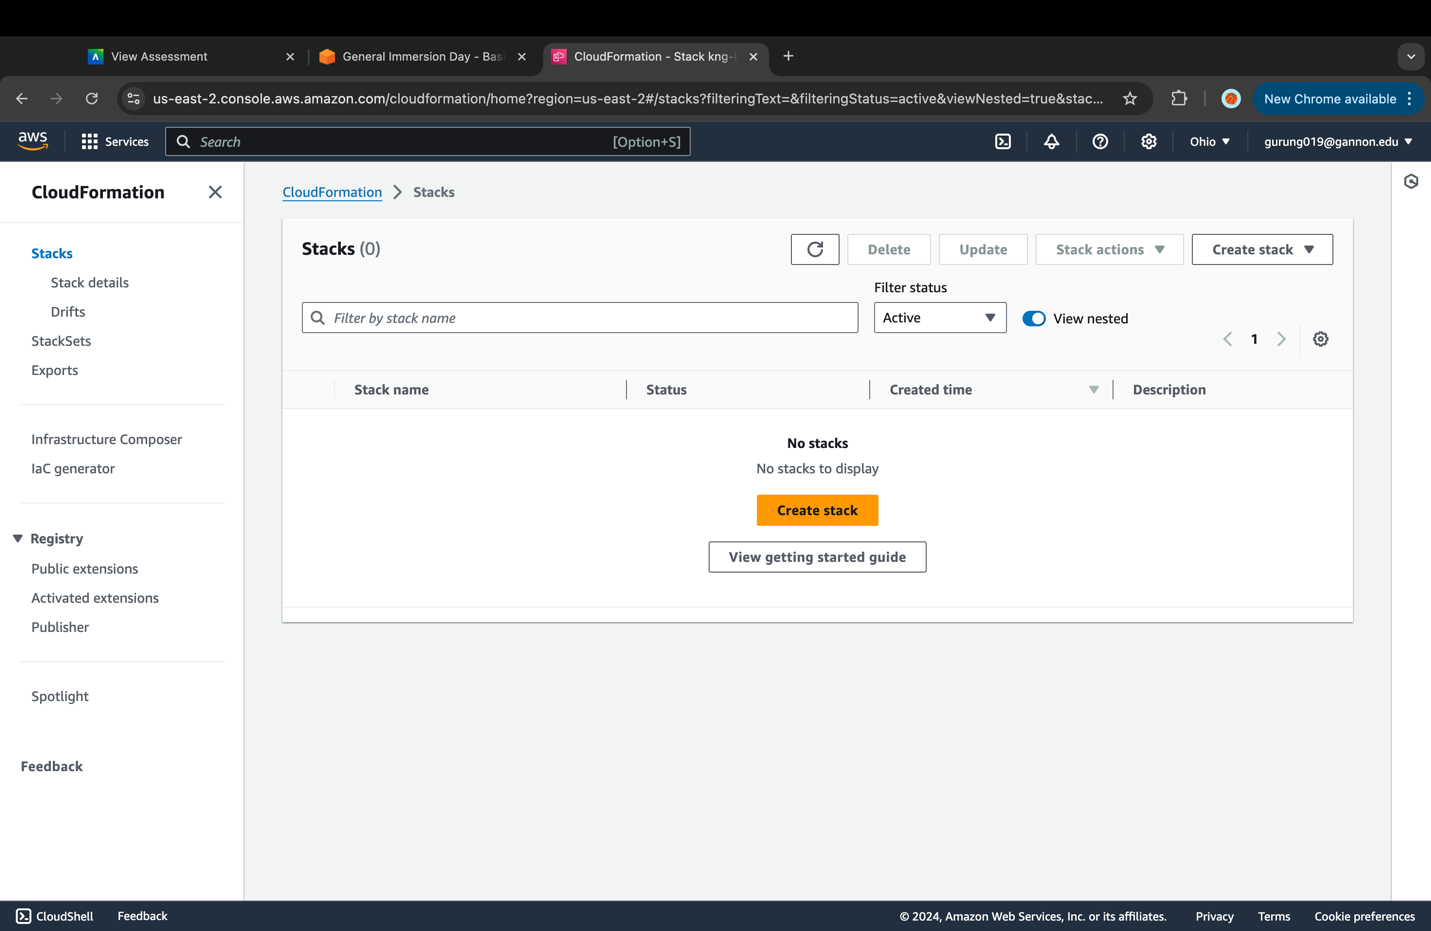 View Assessment
General Immersion Day - Bas
CloudFormation - Stack kng-
us-east-2.console.aws.amazon.com/cloudformation/home?region=us-east-2#/stacks?filteringText=&filteringStatus=active&viewNested=true&stac...
New Chrome available
aws
Services
Search
[Option+S]
Ohio
gurung019@gannon.edu
CloudFormation
Stacks
Stack details
Drifts
StackSets
Exports
Infrastructure Composer
IaC generator
Registry
Public extensions
Activated extensions
Publisher
Spotlight
Feedback
CloudFormation > Stacks
Stacks (0)
Delete
Update
Stack actions
Create stack
Filter by stack name
Filter status
Active
View nested
1
Stack name
Status
Created time
Description
No stacks
No stacks to display
Create stack
View getting started guide
CloudShell
Feedback
© 2024, Amazon Web Services, Inc. or its affiliates.
Privacy
Terms
Cookie preferences